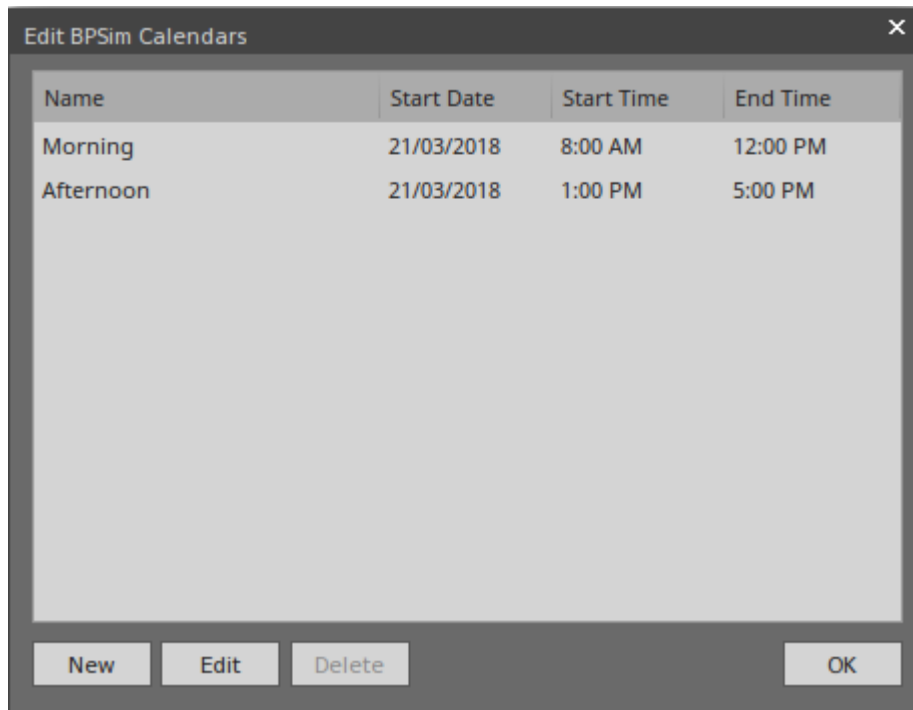 Edit BPSim Calendars
Name Start Date Start Time End Time
Morning 21/03/2018 8:00 AM 12:00 PM
Afternoon 21/03/2018 1:00 PM 5:00 PM
New Edit Delete OK